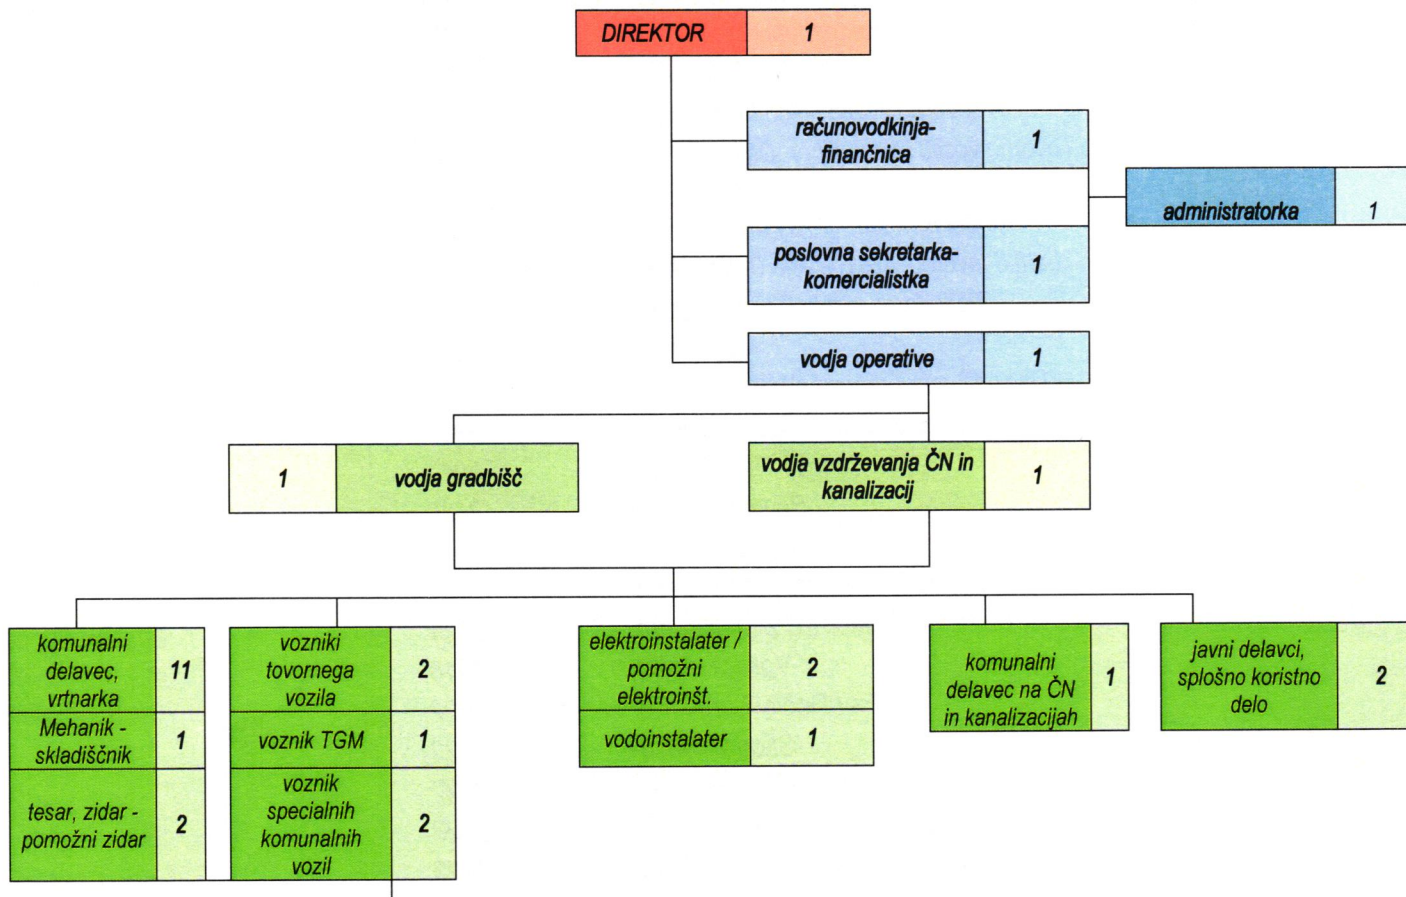 DIREKTOR 1
računovodkinja-
finančnica
1
administratorka 1
poslovna sekretarka-
komercialistka
1
vodja operative 1
1 vodja gradbišč
vodja vzdrževanja ČN in
kanalizacij
1
komunalni
delavec,
vrtnarka
11
Mehanik -
skladiščnik
1
tesar, zidar -
pomožni zidar
2
vozniki
tovornega
vozila
2
voznik TGM 1
voznik
specialnih
komunalnih
vozil
2
elektroinstalater /
pomožni
elektroinšt.
2
vodoinstalater 1
komunalni
delavec na ČN
in kanalizacijah
1
javni delavci,
splošno koristno
delo
2